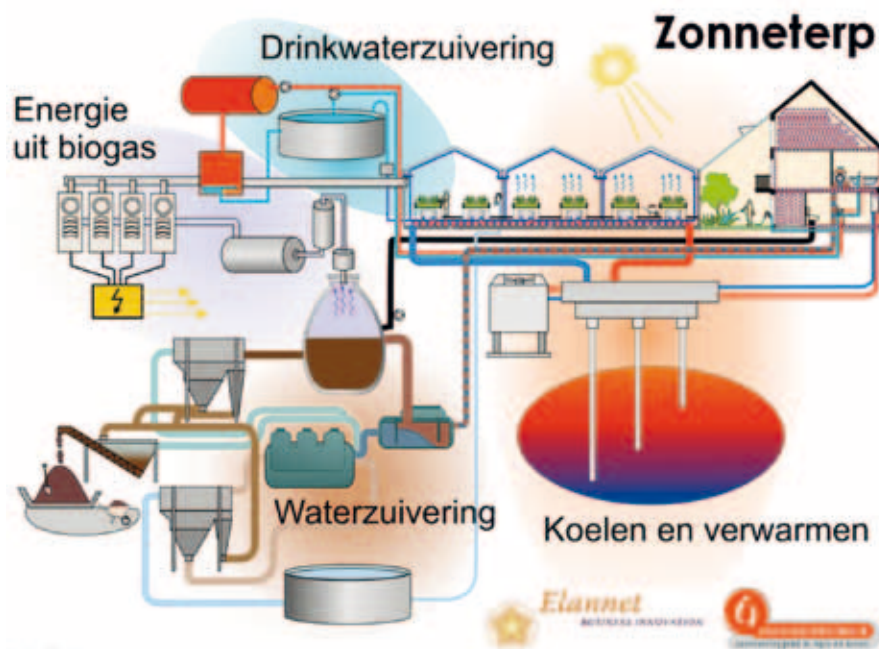 Zonneterp
Drinkwaterzuivering
Energie
uit biogas
Waterzuivering
Koelen en verwarmen
Elannet